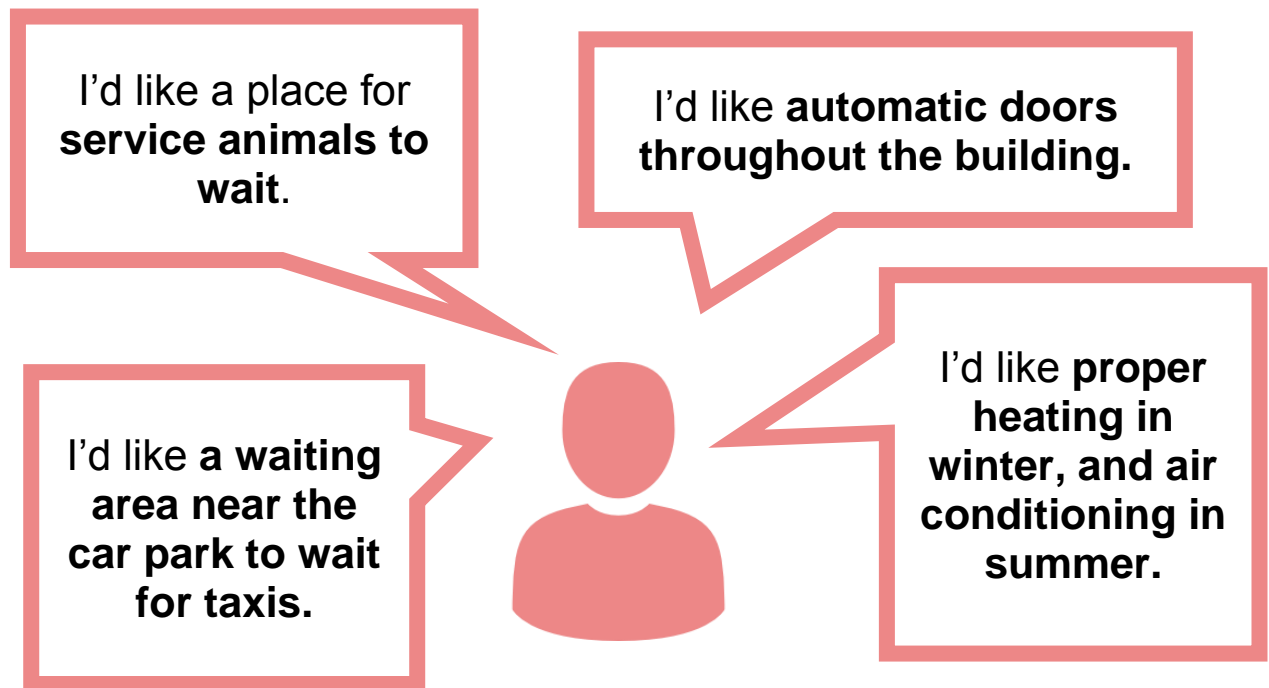 I’d like a place for
service animals to
wait.
I’d like automatic doors
throughout the building.
I’d like a waiting
area near the
car park to wait
for taxis.
I’d like proper
heating in
winter, and air
conditioning in
summer.